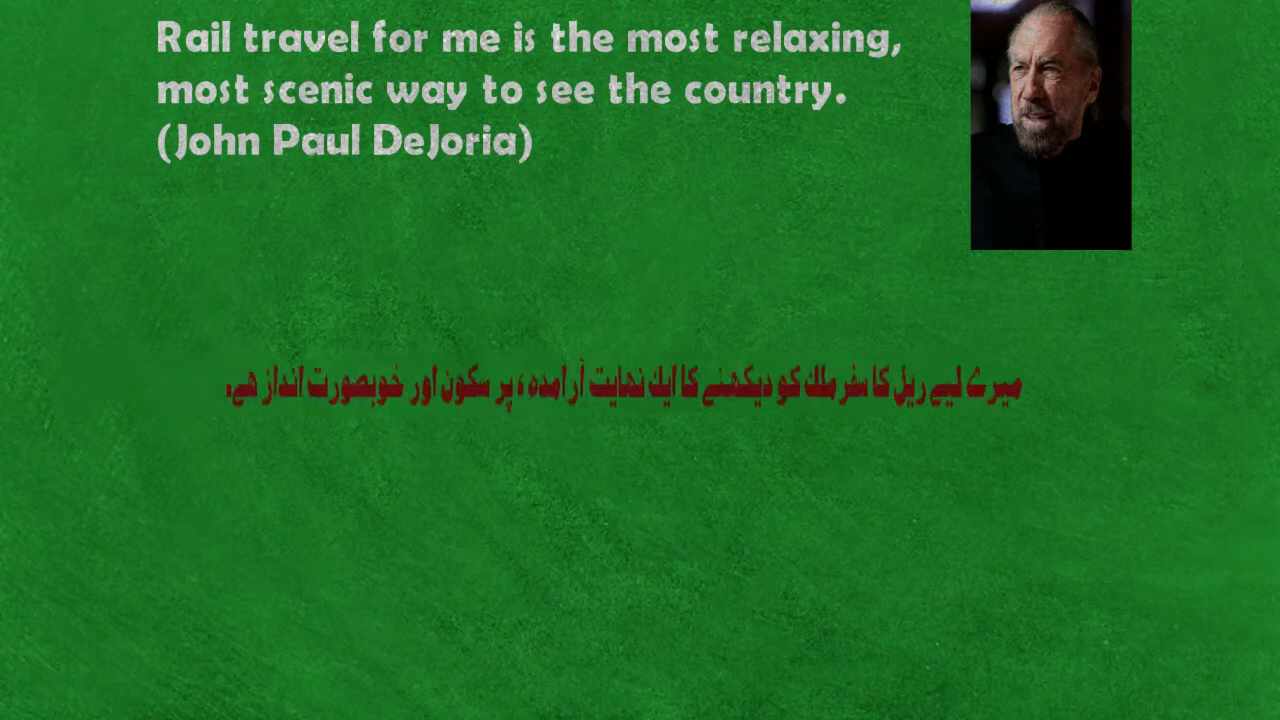 Rail travel for me is the most relaxing,
most scenic way to see the country.
(John Paul DeJoria)
میرے لیے ریل کا سفر ملک کو دیکھنے کا ایک نہایت آرآمدہ ، پر سکون اور خوبصورت انداز ہے۔